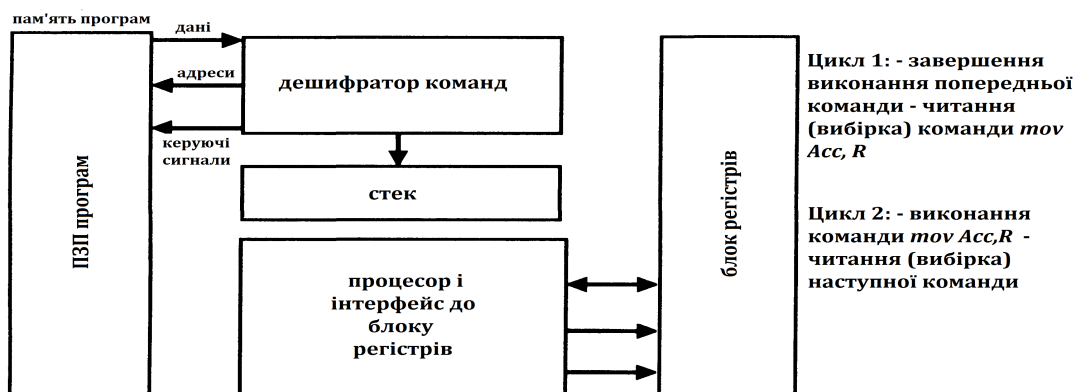 пам'ять програм
дані
адреси
керуючі
сигнали
ПЗП програм
дешифратор команд
стек
процесор і
інтерфейс до
блоку
регістрів
блок регістрів
Цикл 1: - завершення
виконання попередньої
команди - читання
(вибірка) команди mov
Acc, R
Цикл 2: - виконання
команди mov Acc,R -
читання (вибірка)
наступної команди